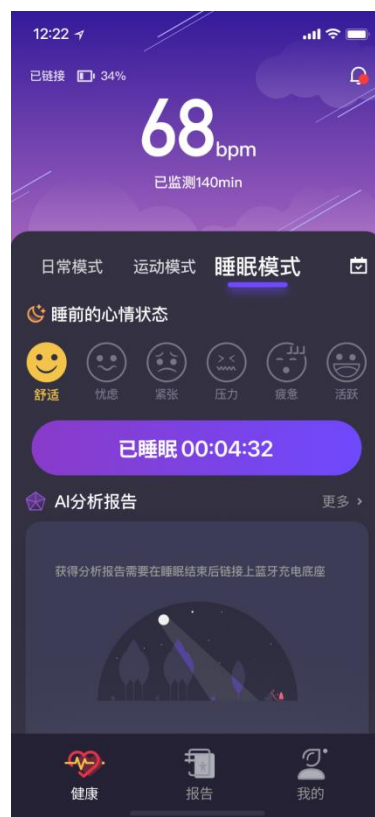 12:22
已链接 34%
68bpm
已监测140min
日常模式 运动模式 睡眠模式
睡前的心情状态
舒适 忧虑 紧张 压力 疲惫 活跃
已睡眠 00:04:32
AI分析报告 更多
获得分析报告需要在睡眠结束后链接上蓝牙充电底座
健康 报告 我的